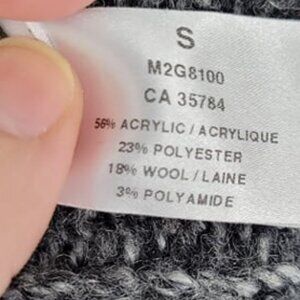 S
M2G8100
CA 35784
56% ACRYLIC / ACRYLIQUE
23% POLYESTER
18% WOOL / LAINE
3% POLYAMIDE